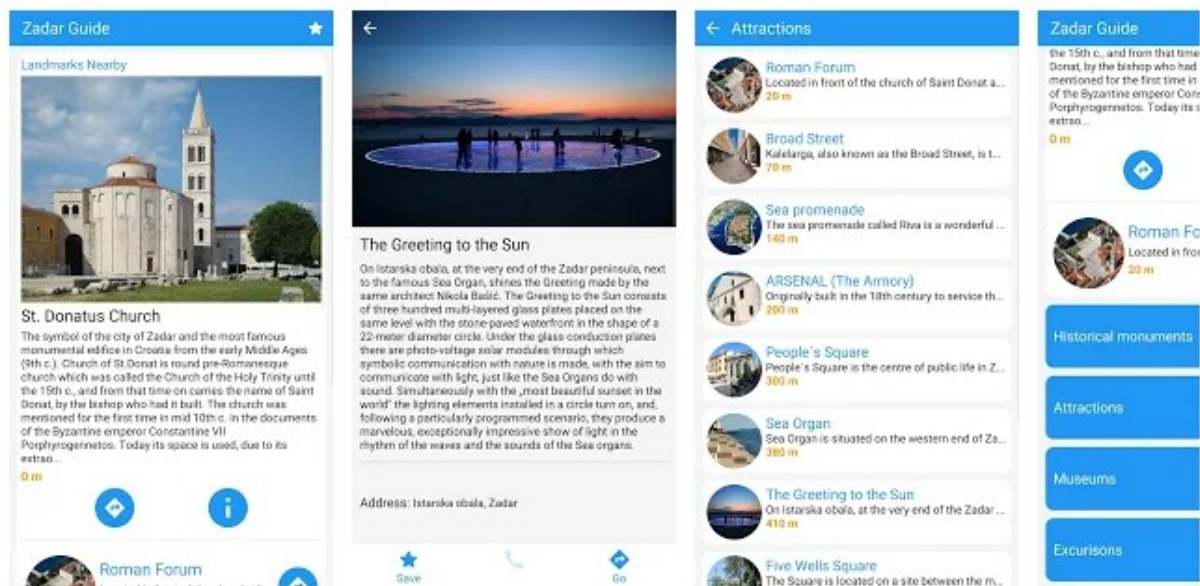 Zadar Guide
Landmarks Nearby
St. Donatus Church
The symbol of the city of Zadar and the most famous
monumental edifice in Croatia from the early Middle Ages
(9th c.). Church of St.Donat is round pre-Romanesque
church which was called the Church of the Holy Trinity until
the 15th c., and from that time on carries the name of Saint
Donat, by the bishop who had it built. The church was
mentioned for the first time in mid 10th c. in the documents
of the Byzantine emperor Constantine VII
Porphyrogennetos. Today its space is used, due to its
extrao...
0 m
Roman Forum
The Greeting to the Sun
On Istarska obala, at the very end of the Zadar peninsula, next
to the famous Sea Organ, shines the Greeting made by the
same architect Nikola Bašić. The Greeting to the Sun consists
of three hundred multi-layered glass plates placed on the
same level with the stone-paved waterfront in the shape of a
22-meter diameter circle. Under the glass conduction plates
there are photo-voltage solar modules through which
symbolic communication with nature is made, with the aim to
communicate with light, just like the Sea Organs do with
sound. Simultaneously with the „most beautiful sunset in the
world" the lighting elements installed in a circle turn on, and,
following a particularly programmed scenario, they produce a
marvelous, exceptionally impressive show of light in the
rhythm of the waves and the sounds of the Sea organs.
Address: Istarska obala, Zadar
Save
Go
Attractions
Roman Forum
Located in front of the church of Saint Donat a...
20 m
Broad Street
Kalelarga, also known as the Broad Street, is t...
70 m
Sea promenade
The sea promenade called Riva is a wonderful ...
140 m
ARSENAL (The Armory)
Originally built in the 18th century to service th...
200 m
People´s Square
People´s Square is the centre of public life in Z...
300 m
Sea Organ
Sea Organ is situated on the western end of Za...
380 m
The Greeting to the Sun
On Istarska obala, at the very end of the Zadar ...
410 m
Five Wells Square
The Square is located on a site between the m...
Zadar Guide
the 15th c., and from that time
Donat, by the bishop who had
mentioned for the first time in
of the Byzantine emperor Cons
Porphyrogennetos. Today its s
extrao...
0 m
Roman Fo
Located in fron
20 m
Historical monuments
Attractions
Museums
Excurisons